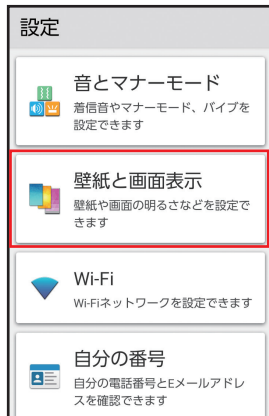 設定
音とマナーモード
着信音やマナーモード、バイブを
設定できます
壁紙と画面表示
壁紙や画面の明るさなどを設定で
きます
Wi-Fi
Wi-Fiネットワークを設定できます
自分の番号
自分の電話番号とEメールアドレ
スを確認できます